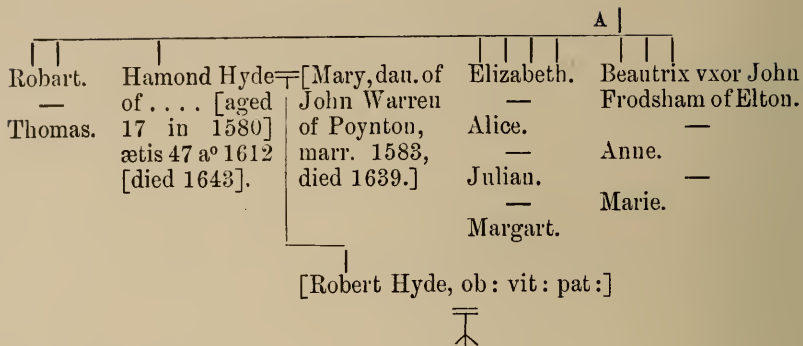 A
Robart.
—
Thomas.
Hamond Hyde
of . . . . [aged
17 in 1580]
ætis 47 aº 1612
[died 1643].
[Mary, dau. of
John Warren
of Poynton,
marr. 1583,
died 1639.]
Elizabeth.
—
Alice.
—
Julian.
—
Margart.
Beautrix vxor John
Frodsham of Elton.
—
Anne.
—
Marie.
[Robert Hyde, ob: vit: pat:]